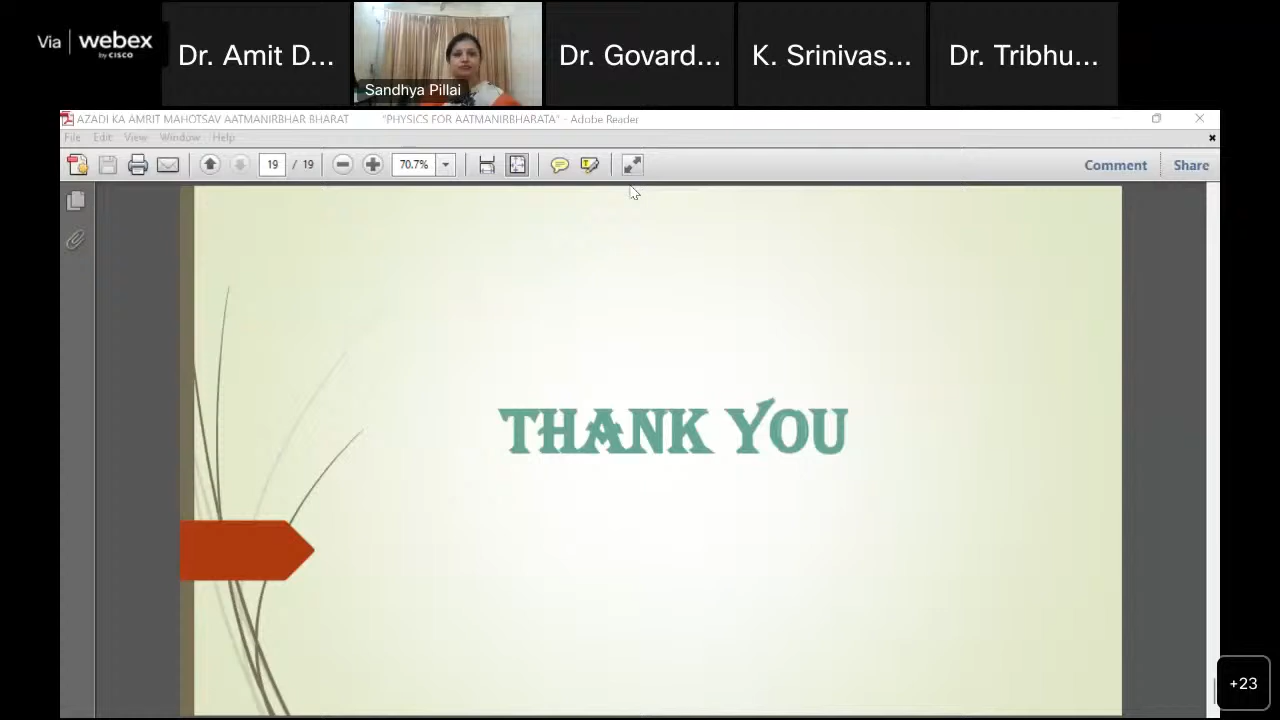 Via webex
by CISCO
Dr. Amit D...
Sandhya Pillai
Dr. Govard...
K. Srinivas...
Dr. Tribhu...
AZADI KA AMRIT MAHOTSAV AATMANIRBHAR BHARAT "PHYSICS FOR AATMANIRBHARATA" - Adobe Reader
File Edit View Window Help
19 / 19 70.7% Comment Share
THANK YOU
+23